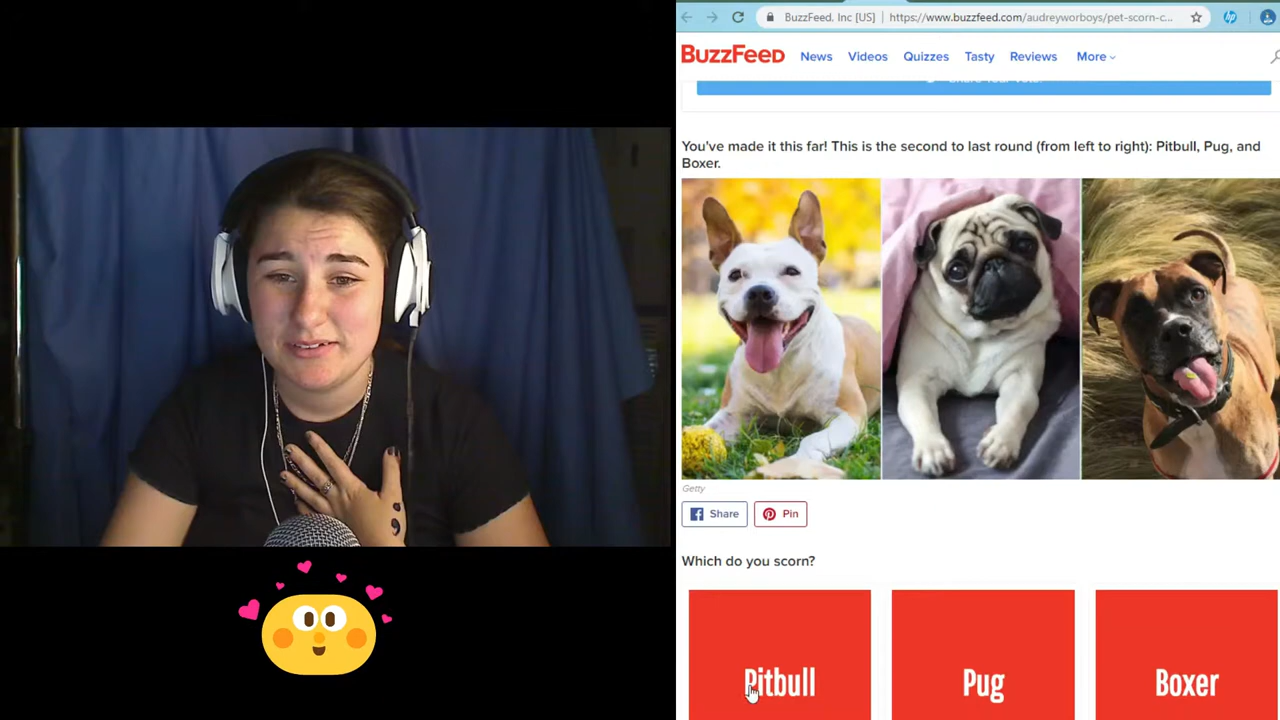 BuzzFeed, Inc [US] | https://www.buzzfeed.com/audreyworboys/pet-scorn-c...
BuzzFeed News Videos Quizzes Tasty Reviews More
You've made it this far! This is the second to last round (from left to right): Pitbull, Pug, and
Boxer.
Getty
Share Pin
Which do you scorn?
Pitbull Pug Boxer